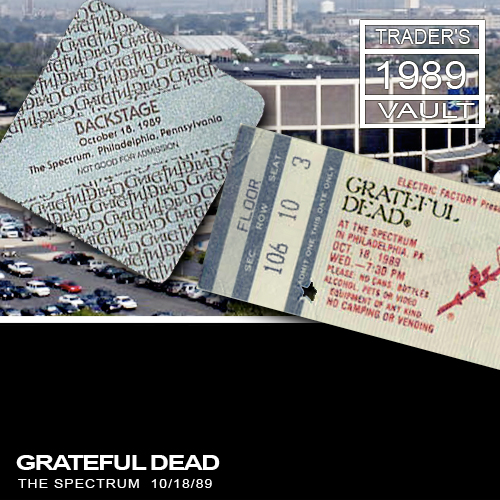 TRADER'S
1989
VAULT
BACKSTAGE
October 18, 1989
The Spectrum, Philadelphia, Pennsylvania
NOT GOOD FOR ADMISSION
FLOOR
SEC. ROW SEAT
106 10 3
ADMIT ONE THIS DATE ONLY
ELECTRIC FACTORY Prese
GRATEFUL
DEAD®
AT THE SPECTRUM
IN PHILADELPHIA, PA
OCT. 18, 1989
WED.—7:30 PM
PLEASE, NO CANS, BOTTLES
ALCOHOL, PETS OR VIDEO
EQUIPMENT OF ANY KIND.
NO CAMPING OR VENDING
GRATEFUL DEAD
THE SPECTRUM 10/18/89